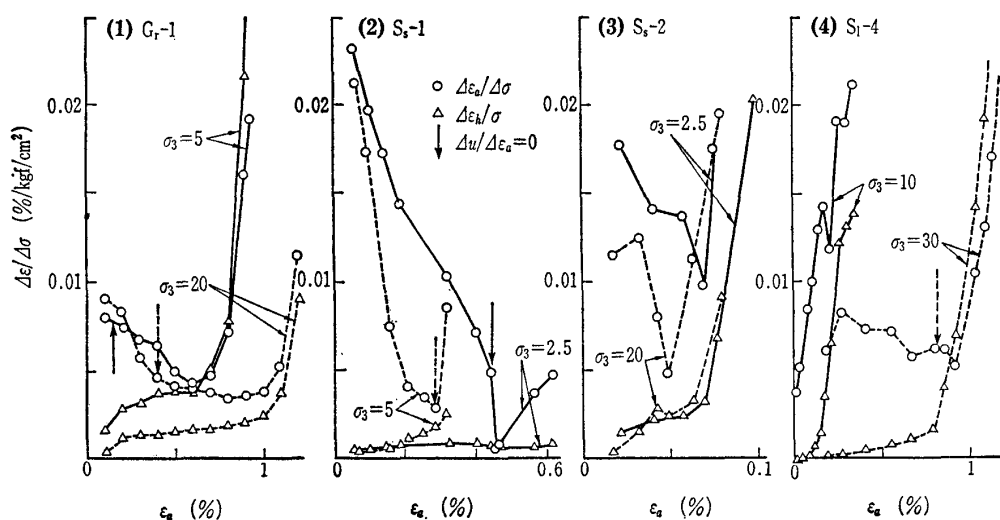 (1) Gr-1
(2) Ss-1
(3) Ss-2
(4) Sl-4
Δεa/Δσ
Δεh/σ
Δu/Δεa=0
Δε/Δσ (%/kgf/cm²)
0.02
0.01
0
1
σ3=5
σ3=20
εa (%)
0.02
0.01
0
0.6
σ3=5
σ3=2.5
εa (%)
0.02
0.01
0
0.1
σ3=2.5
σ3=20
εa (%)
0.02
0.01
0
1
σ3=10
σ3=30
εa (%)